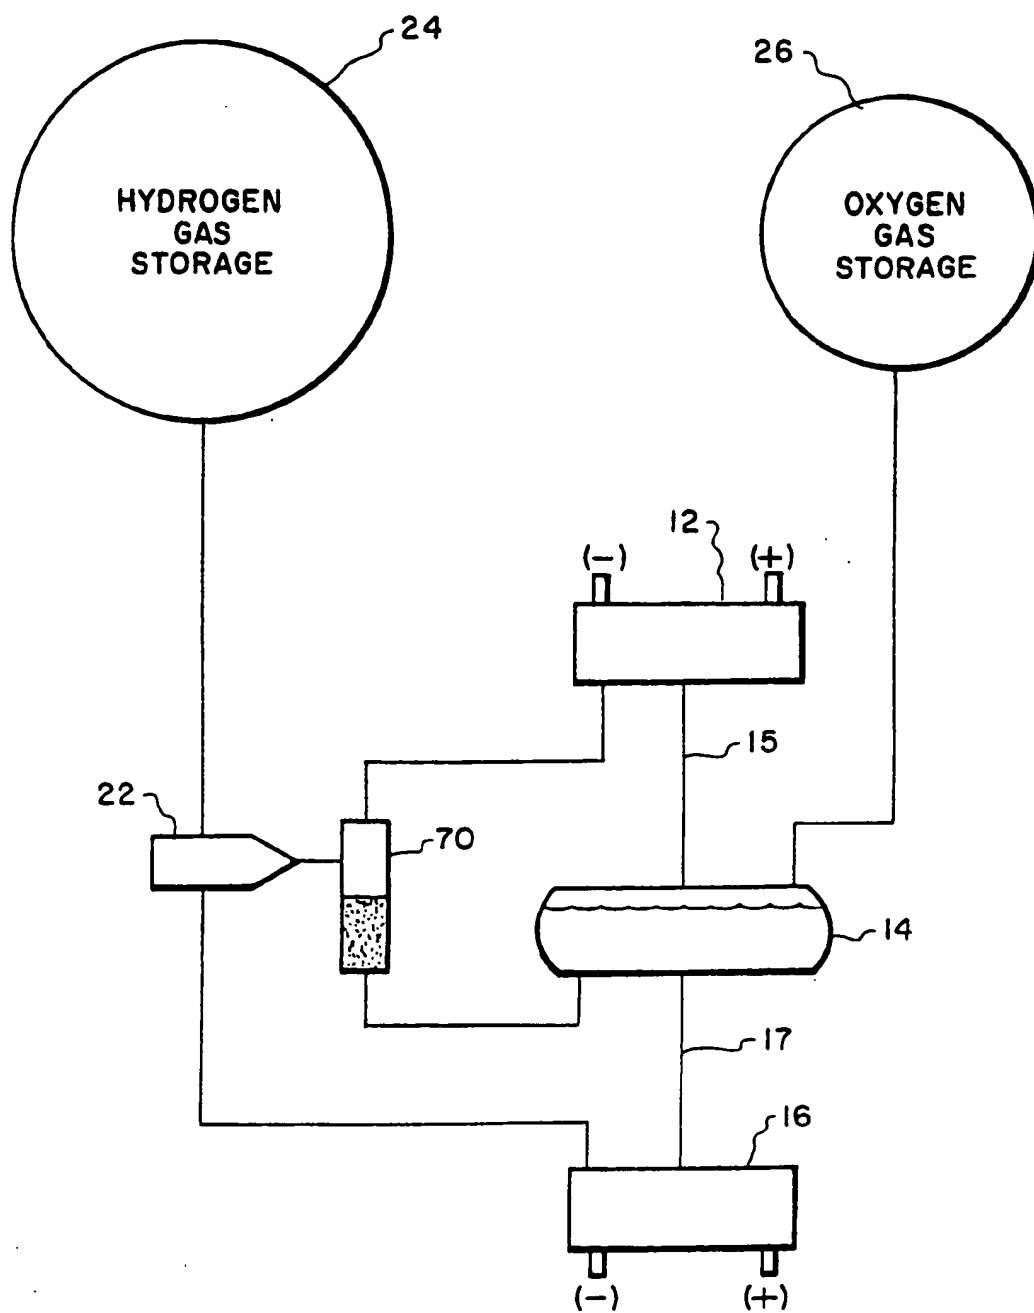 24
26
HYDROGEN
GAS
STORAGE
OXYGEN
GAS
STORAGE
12
(-)
(+)
15
22
70
14
17
16
(-)
(+)